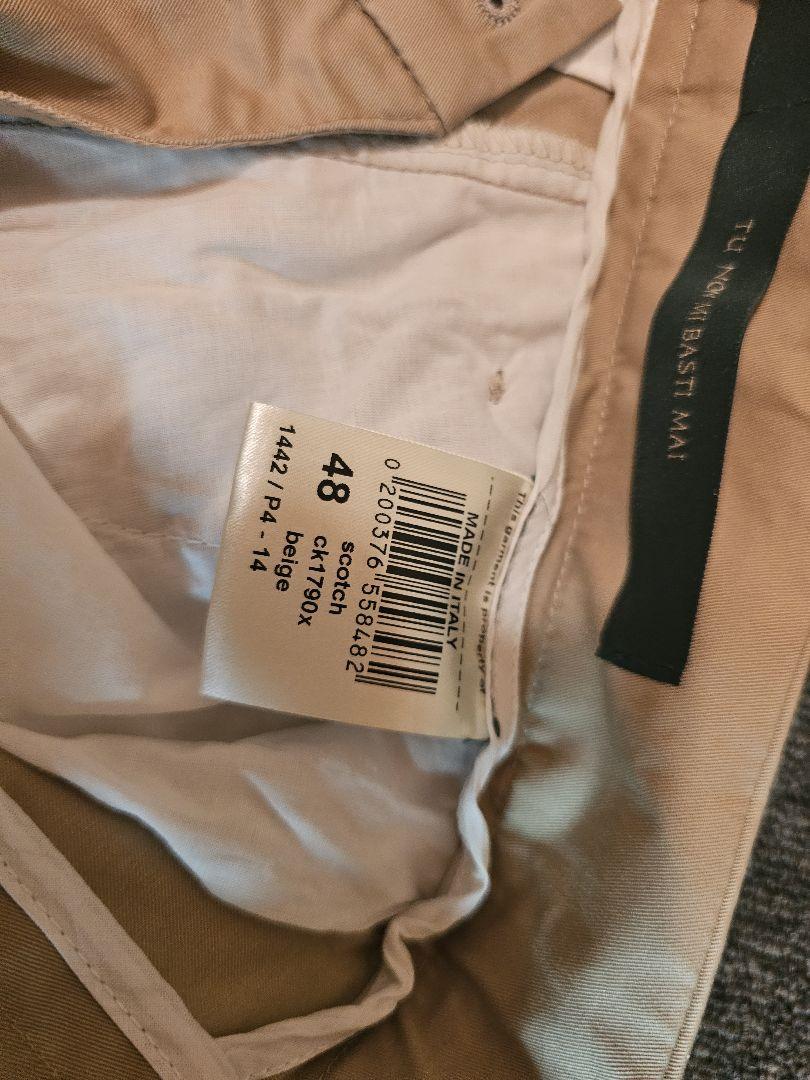 TU NON MI BASTI MAI
This garment is property of
MADE IN ITALY
0 200376 558482
48 scotch
ck1790x
beige
1442 / P4 - 14